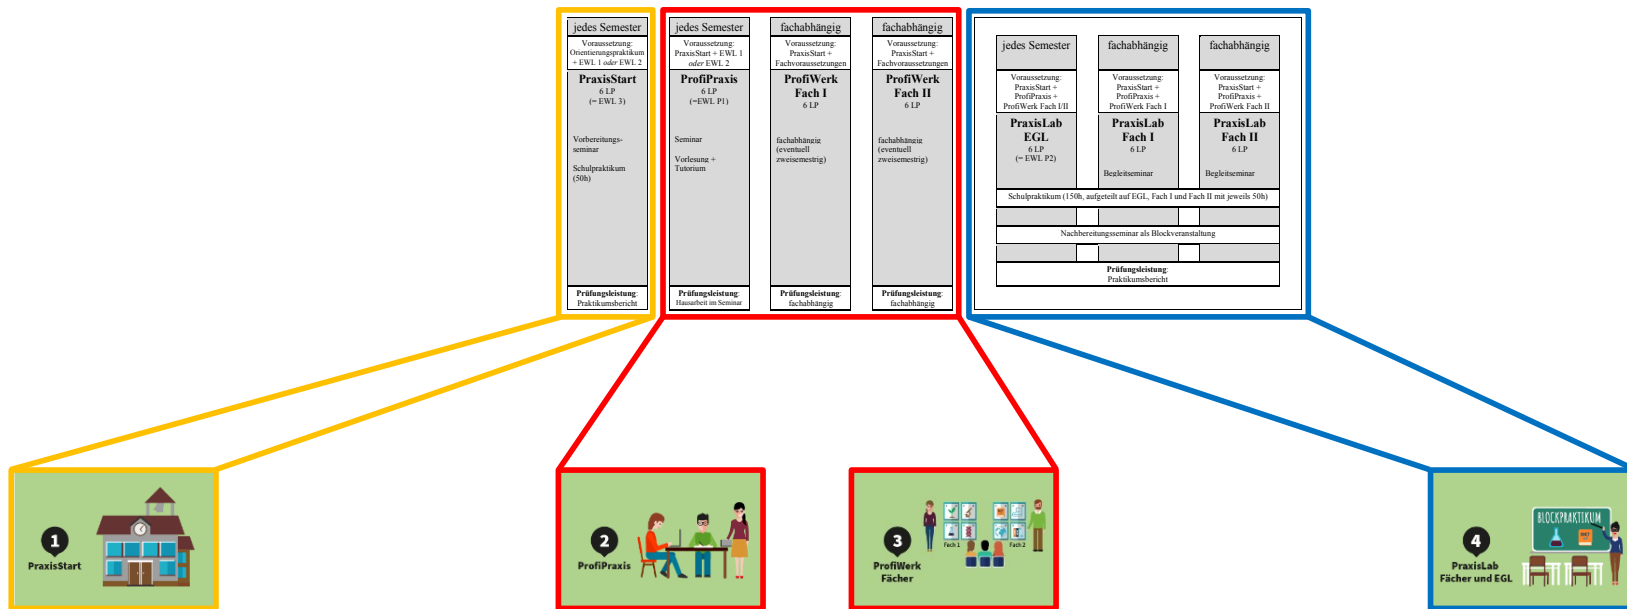 jedes Semester
Voraussetzung:
Orientierungspraktikum
+ EWL 1 oder EWL 2
PraxisStart
6 LP
(= EWL 3)
Vorbereitungs-
seminar
Schulpraktikum
(50h)
Prüfungsleistung:
Praktikumsbericht
jedes Semester
Voraussetzung:
PraxisStart + EWL 1
oder EWL 2
ProfiPraxis
6 LP
(=EWL P1)
Seminar
Vorlesung +
Tutorium
Prüfungsleistung:
Hausarbeit im Seminar
fachabhängig
Voraussetzung:
PraxisStart +
Fachvoraussetzungen
ProfiWerk
Fach I
6 LP
fachabhängig
(eventuell
zweisemestrig)
Prüfungsleistung:
fachabhängig
fachabhängig
Voraussetzung:
PraxisStart +
Fachvoraussetzungen
ProfiWerk
Fach II
6 LP
fachabhängig
(eventuell
zweisemestrig)
Prüfungsleistung:
fachabhängig
jedes Semester
Voraussetzung:
PraxisStart +
ProfiPraxis +
ProfiWerk Fach I/II
PraxisLab
EGL
6 LP
(= EWL P2)
fachabhängig
Voraussetzung:
PraxisStart +
ProfiPraxis +
ProfiWerk Fach I
PraxisLab
Fach I
6 LP
Begleitseminar
fachabhängig
Voraussetzung:
PraxisStart +
ProfiPraxis +
ProfiWerk Fach II
PraxisLab
Fach II
6 LP
Begleitseminar
Schulpraktikum (150h, aufgeteilt auf EGL, Fach I und Fach II mit jeweils 50h)
Nachbereitungsseminar als Blockveranstaltung
Prüfungsleistung:
Praktikumsbericht
1
PraxisStart
2
ProfiPraxis
3
ProfiWerk
Fächer
Fach 1
Fach 2
4
PraxisLab
Fächer und EGL
BLOCKPRAKTIKUM